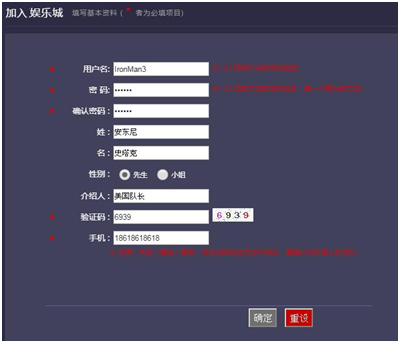 加入娱乐城 填写基本资料 ( * 者为必填项目)
* 用户名: IronMan3
* 密 码: ••••••
* 确认密码: ••••••
姓: 安东尼
名: 史塔克
性别: 先生 小姐
介绍人: 美国队长
* 验证码: 6939 6939
* 手机: 18618618618
确定 重设